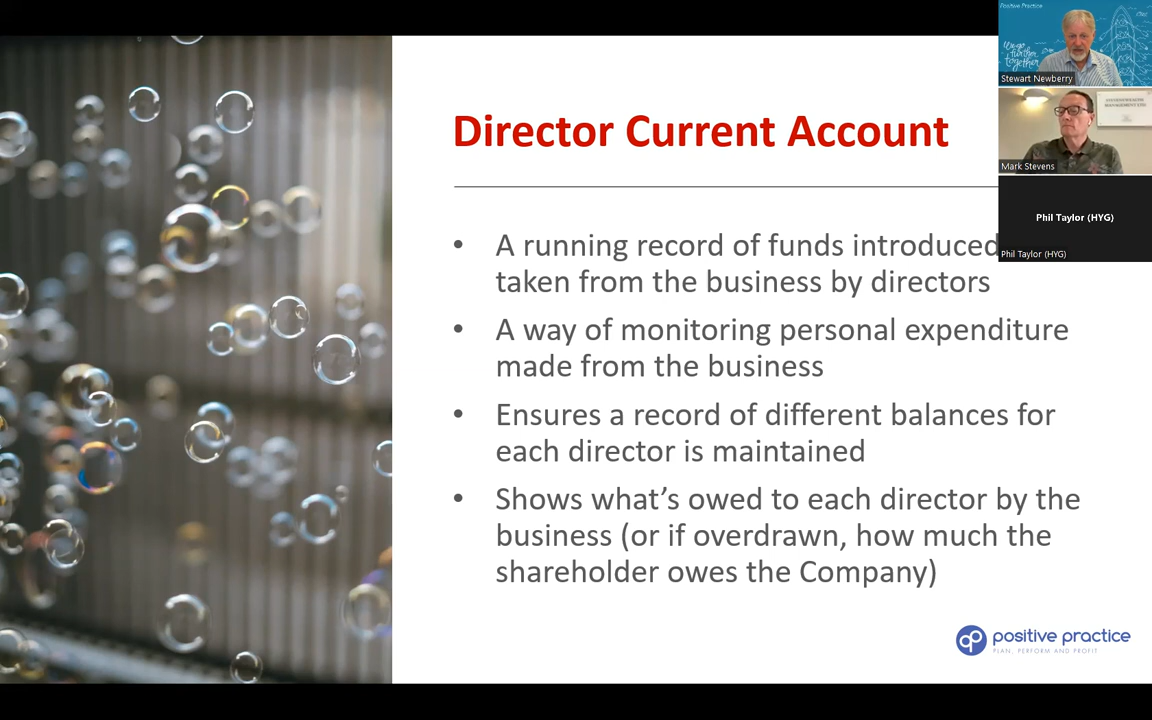 Director Current Account
• A running record of funds introduced
taken from the business by directors
• A way of monitoring personal expenditure
made from the business
• Ensures a record of different balances for
each director is maintained
• Shows what’s owed to each director by the
business (or if overdrawn, how much the
shareholder owes the Company)
positive practice
PLAN, PERFORM AND PROFIT
Positive Practice
further
together
Stewart Newberry
Mark Stevens
Phil Taylor (HYG)
Phil Taylor (HYG)